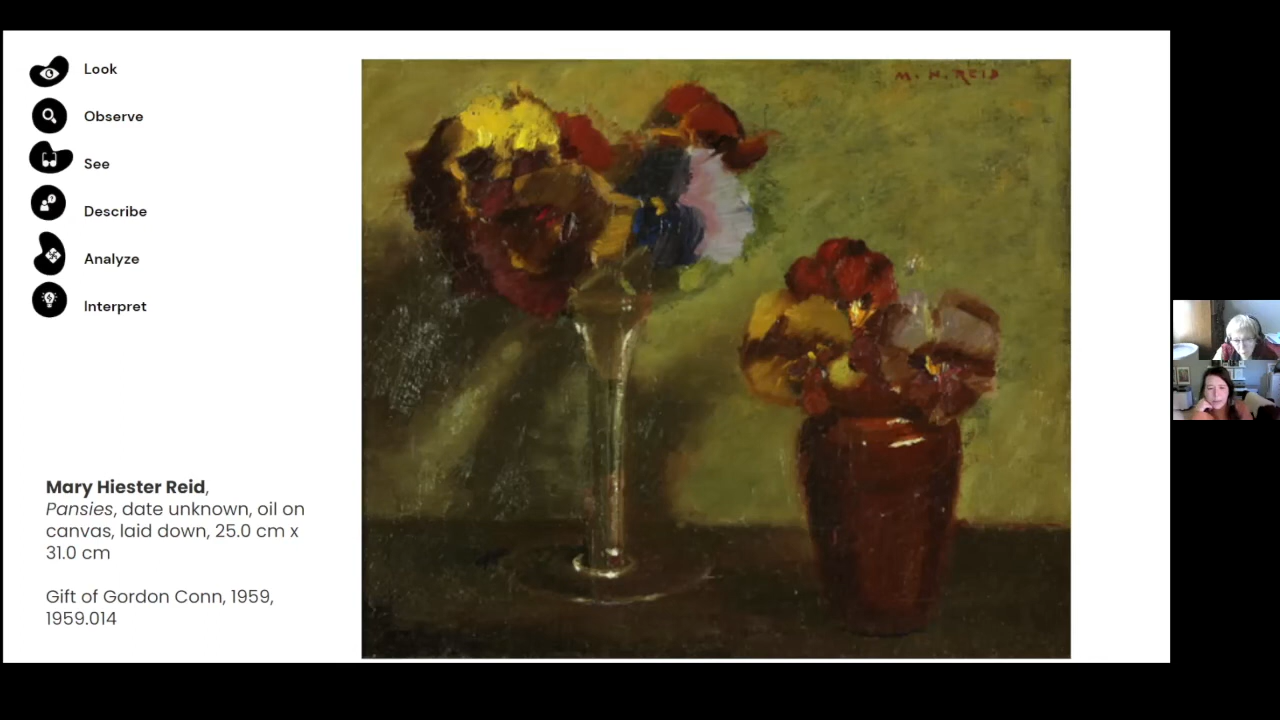 Look
Observe
See
Describe
Analyze
Interpret
Mary Hiester Reid,
Pansies, date unknown, oil on
canvas, laid down, 25.0 cm x
31.0 cm
Gift of Gordon Conn, 1959,
1959.014
M. H. REID